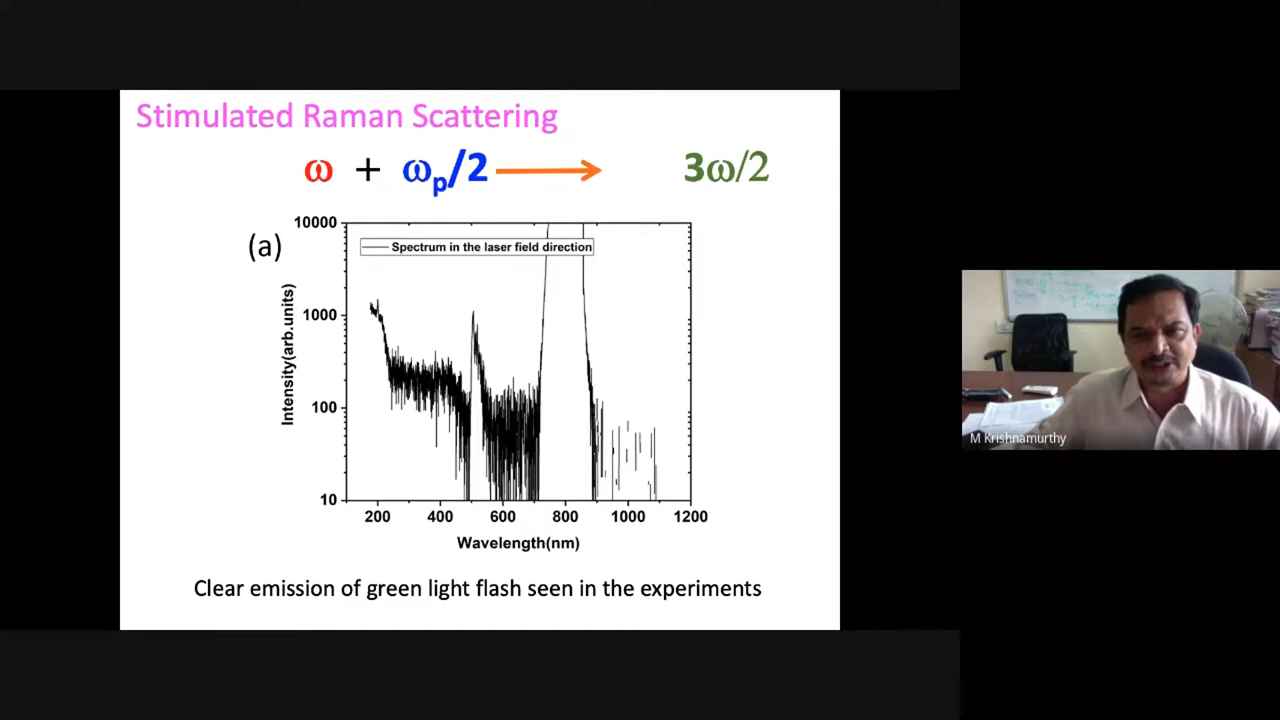 Stimulated Raman Scattering
ω + ωp/2 → 3ω/2
(a)
Spectrum in the laser field direction
Intensity(arb.units)
10000
1000
100
10
200 400 600 800 1000 1200
Wavelength(nm)
Clear emission of green light flash seen in the experiments
M Krishnamurthy